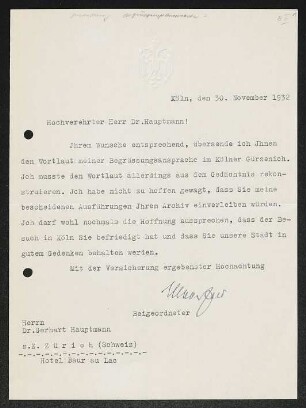 Köln, den 30. November 1932
Hochverehrter Herr Dr.Hauptmann!
Ihrem Wunsche entsprechend, übersende ich Ihnen
den Wortlaut meiner Begrüssungsansprache im Kölner Gürzenich.
Ich musste den Wortlaut allerdings aus dem Gedächtnis rekon-
struieren. Ich habe nicht zu hoffen gewagt, dass Sie meine
bescheidenen Ausführungen Ihrem Archiv einverleiben würden.
Ich darf wohl nochmals die Hoffnung aussprechen, dass der Be-
such in Köln Sie befriedigt hat und dass Sie unsere Stadt in
gutem Gedenken behalten werden.
Mit der Versicherung ergebenster Hochachtung
Beigeordneter
Herrn
Dr.Gerhart Hauptmann
z.Z. Z ü r i c h (Schweiz)
Hotel Baur au Lac